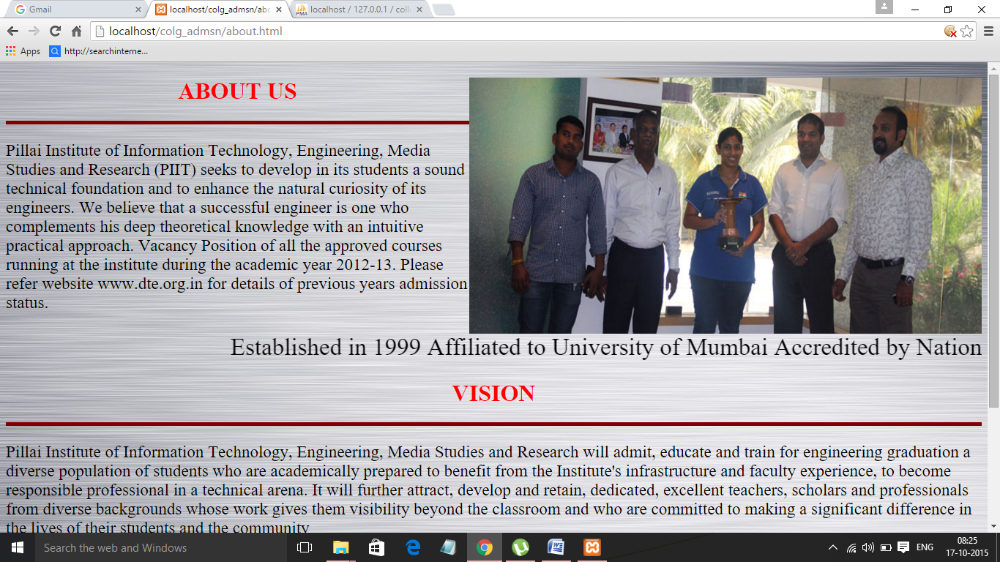 Gmail
localhost/colg_admsn/abo
localhost / 127.0.0.1 / coll
localhost/colg_admsn/about.html
Apps
http://searchinterne...
ABOUT US
Pillai Institute of Information Technology, Engineering, Media
Studies and Research (PIIT) seeks to develop in its students a sound
technical foundation and to enhance the natural curiosity of its
engineers. We believe that a successful engineer is one who
complements his deep theoretical knowledge with an intuitive
practical approach. Vacancy Position of all the approved courses
running at the institute during the academic year 2012-13. Please
refer website www.dte.org.in for details of previous years admission
status.
Established in 1999 Affiliated to University of Mumbai Accredited by Nation
VISION
Pillai Institute of Information Technology, Engineering, Media Studies and Research will admit, educate and train for engineering graduation a
diverse population of students who are academically prepared to benefit from the Institute's infrastructure and faculty experience, to become
responsible professional in a technical arena. It will further attract, develop and retain, dedicated, excellent teachers, scholars and professionals
from diverse backgrounds whose work gives them visibility beyond the classroom and who are committed to making a significant difference in
the lives of their students and the community
Search the web and Windows
ENG
08:25
17-10-2015